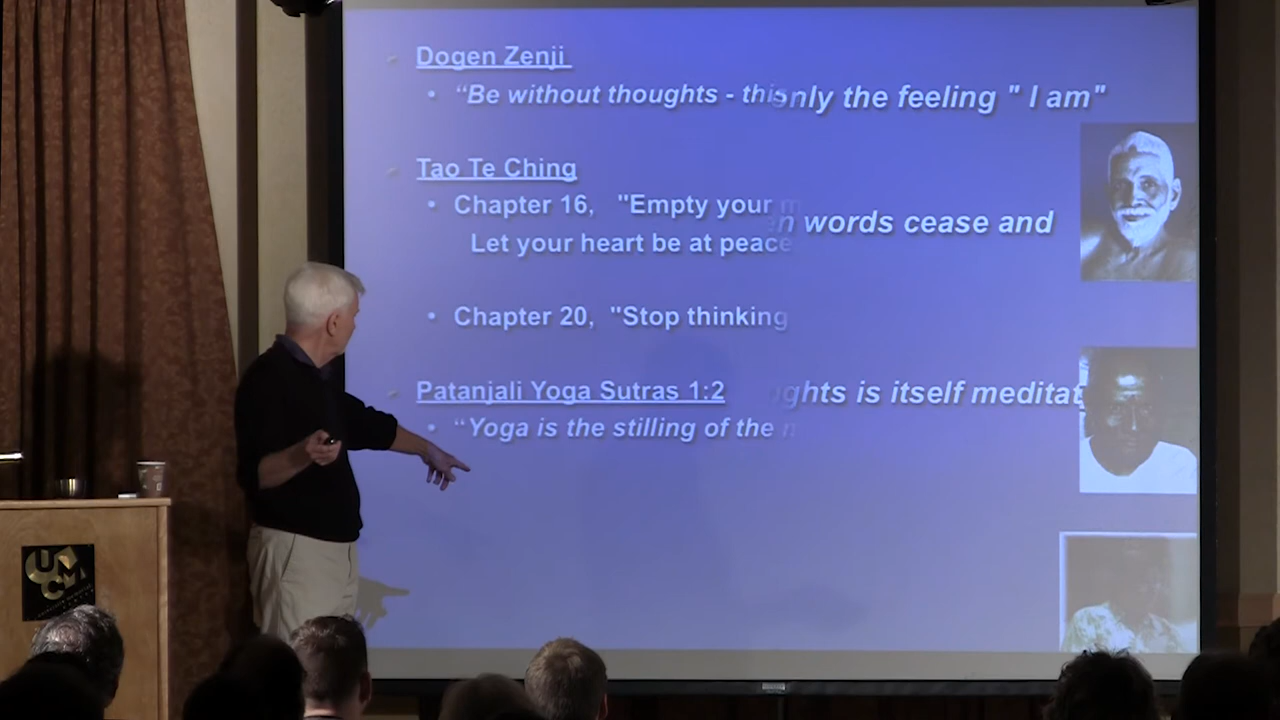 Dogen Zenji
• “Be without thoughts - this
only the feeling " I am"
Tao Te Ching
• Chapter 16, "Empty your
words cease and
Let your heart be at peace
• Chapter 20, "Stop thinking
Patanjali Yoga Sutras 1:2
is itself
• “Yoga is the stilling of the
UMCM